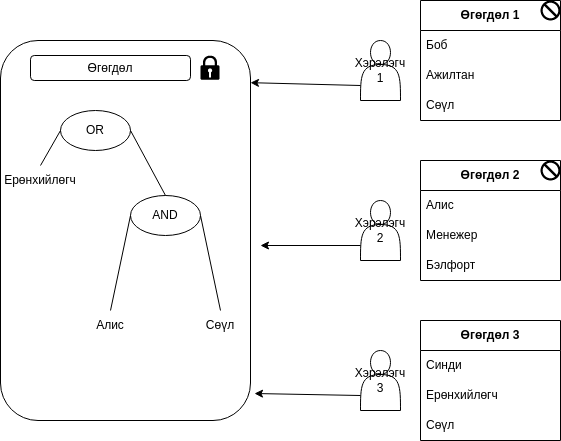 Өгөгдөл
OR
Ерөнхийлөгч
AND
Алис
Сөүл
Хэрэлэгч
1
Хэрэлэгч
2
Хэрэлэгч
3
Өгөгдөл 1
Боб
Ажилтан
Сөүл
Өгөгдөл 2
Алис
Менежер
Бэлфорт
Өгөгдөл 3
Синди
Ерөнхийлөгч
Сөүл